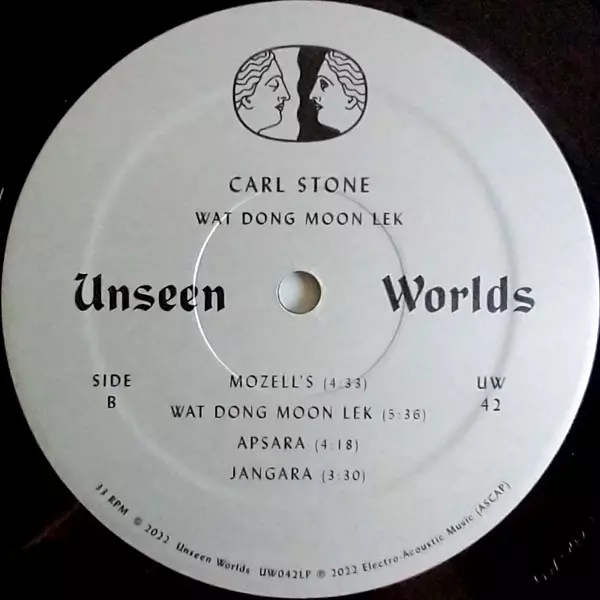 CARL STONE
WAT DONG MOON LEK
Unseen Worlds
SIDE
B
MOZELL'S (4:33)
WAT DONG MOON LEK (5:36)
APSARA (4:18)
JANGARA (3:30)
UW
42
33 RPM © 2022 Unseen Worlds UW042LP ℗ 2022 Electro-Acoustic Music (ASCAP)